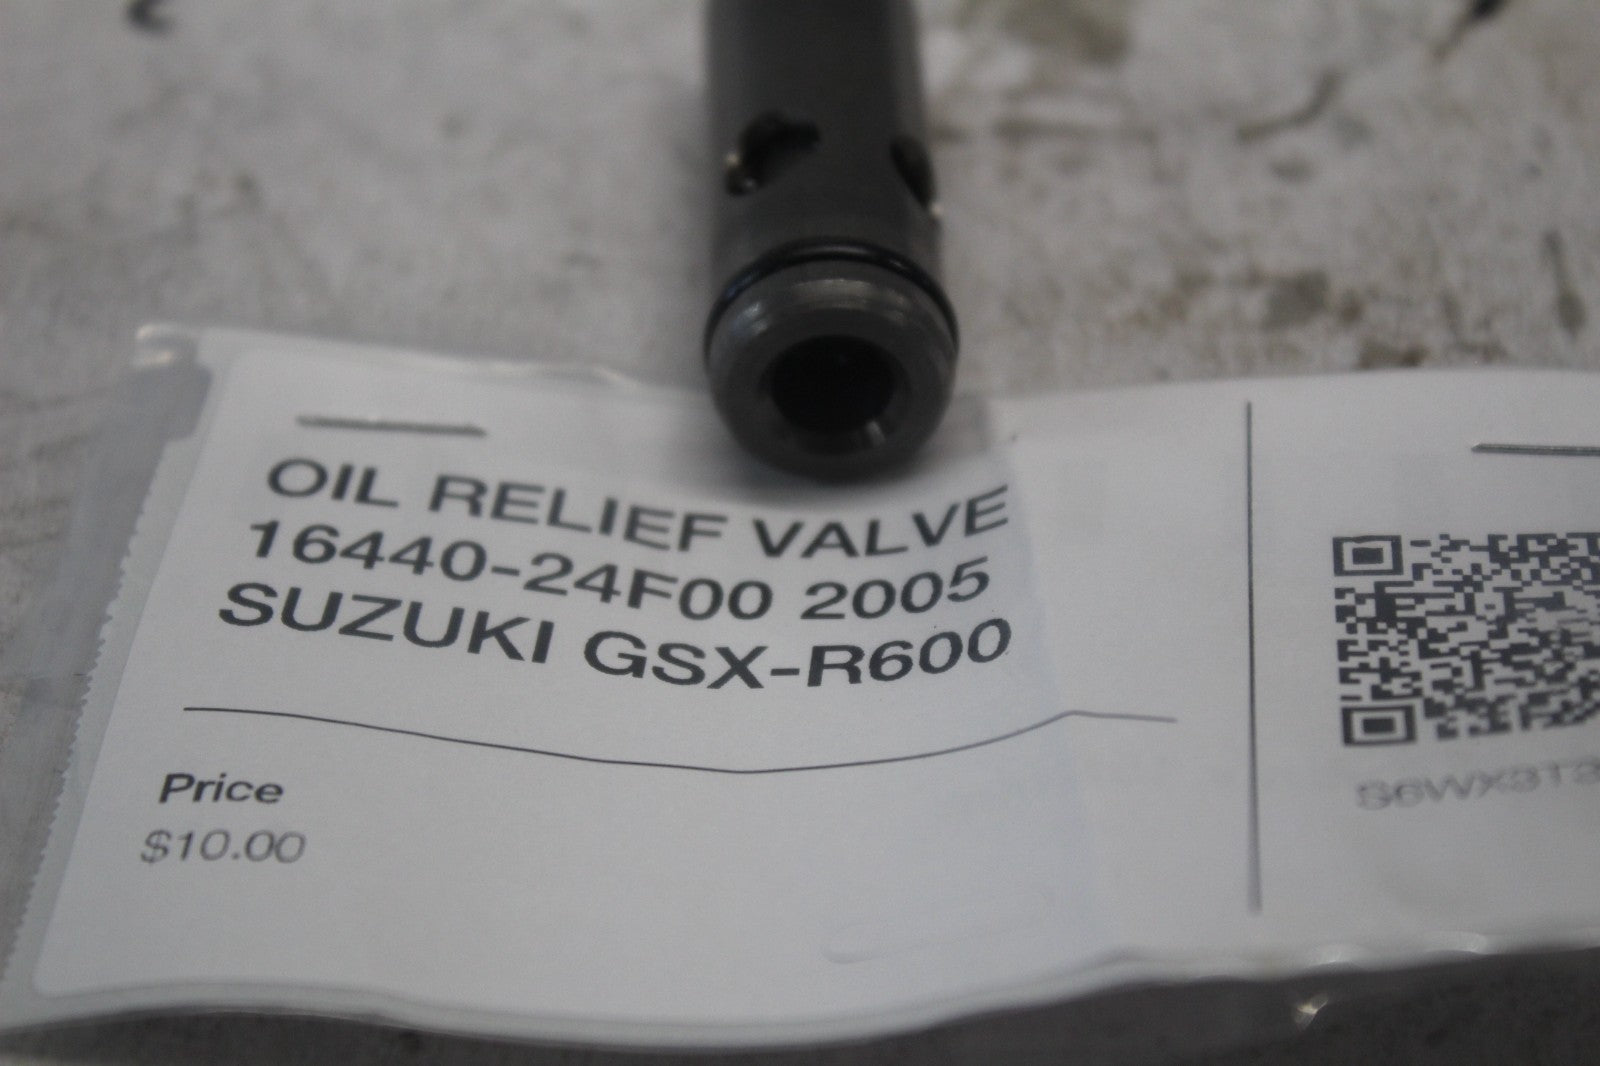 OIL RELIEF VALVE
16440-24F00 2005
SUZUKI GSX-R600
Price
$10.00